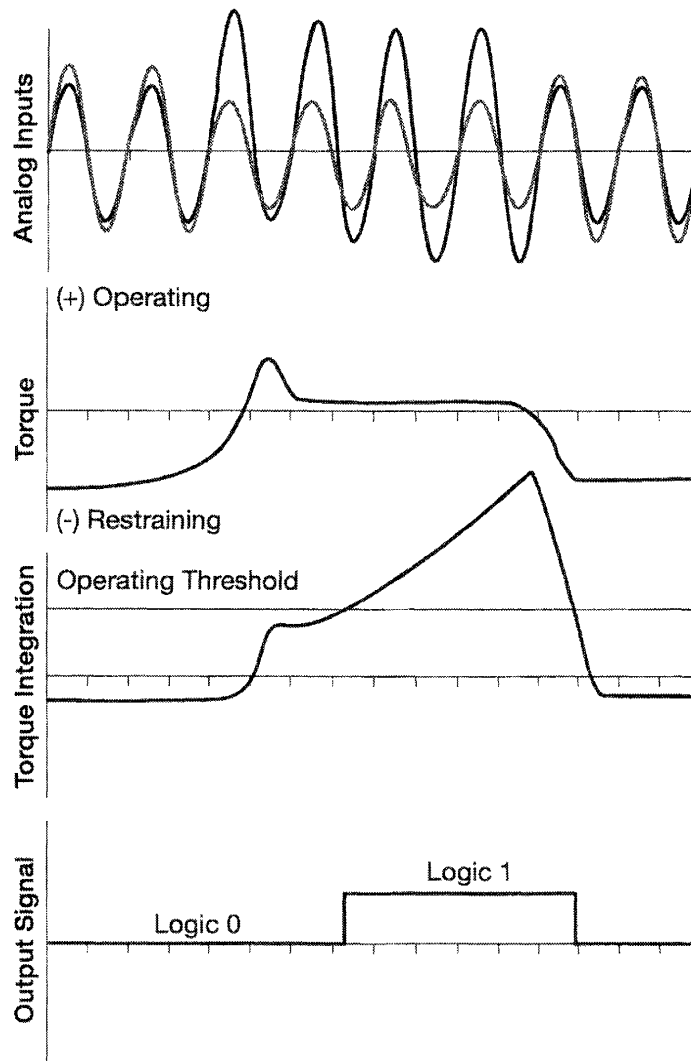 Analog Inputs
(+) Operating
Torque
(-) Restraining
Operating Threshold
Torque Integration
Logic 1
Logic 0
Output Signal